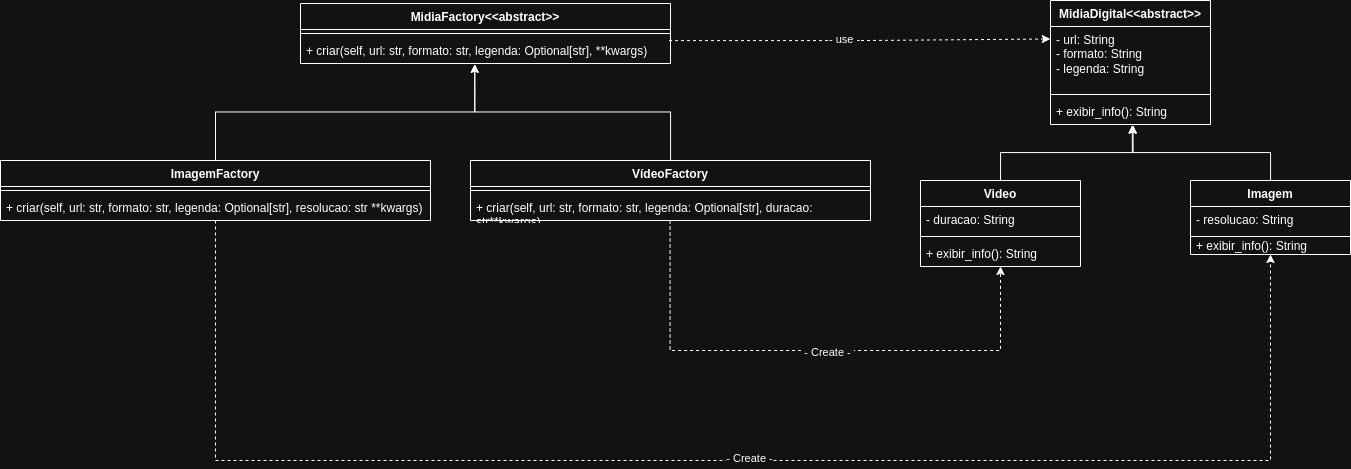 MidiaFactory<<abstract>>
+ criar(self, url: str, formato: str, legenda: Optional[str], **kwargs)
use
MidiaDigital<<abstract>>
- url: String
- formato: String
- legenda: String
+ exibir_info(): String
ImagemFactory
+ criar(self, url: str, formato: str, legenda: Optional[str], resolucao: str **kwargs)
VídeoFactory
+ criar(self, url: str, formato: str, legenda: Optional[str], duracao:
str**kwargs)
Video
- duracao: String
+ exibir_info(): String
Imagem
- resolucao: String
+ exibir_info(): String
- Create -
- Create -